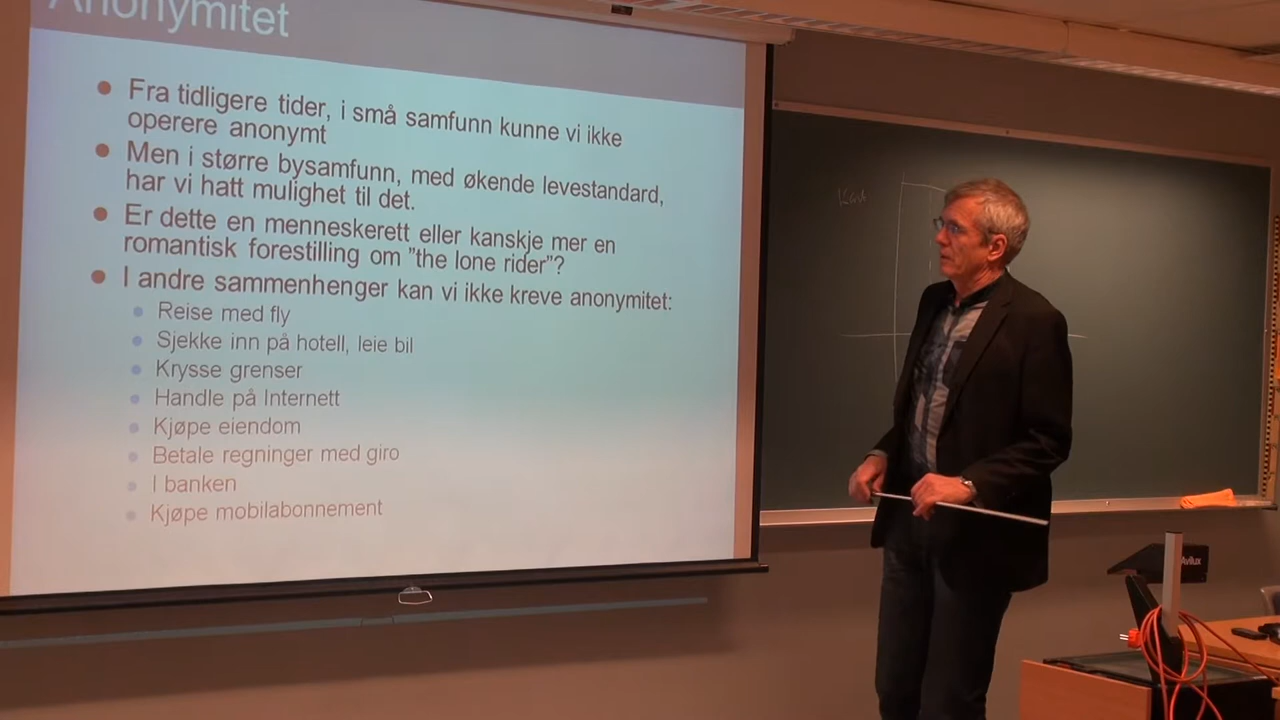 Anonymitet
Fra tidligere tider, i små samfunn kunne vi ikke
operere anonymt
Men i større bysamfunn, med økende levestandard,
har vi hatt mulighet til det.
Er dette en menneskerett eller kanskje mer en
romantisk forestilling om ”the lone rider”?
I andre sammenhenger kan vi ikke kreve anonymitet:
Reise med fly
Sjekke inn på hotell, leie bil
Krysse grenser
Handle på Internett
Kjøpe eiendom
Betale regninger med giro
I banken
Kjøpe mobilabonnement